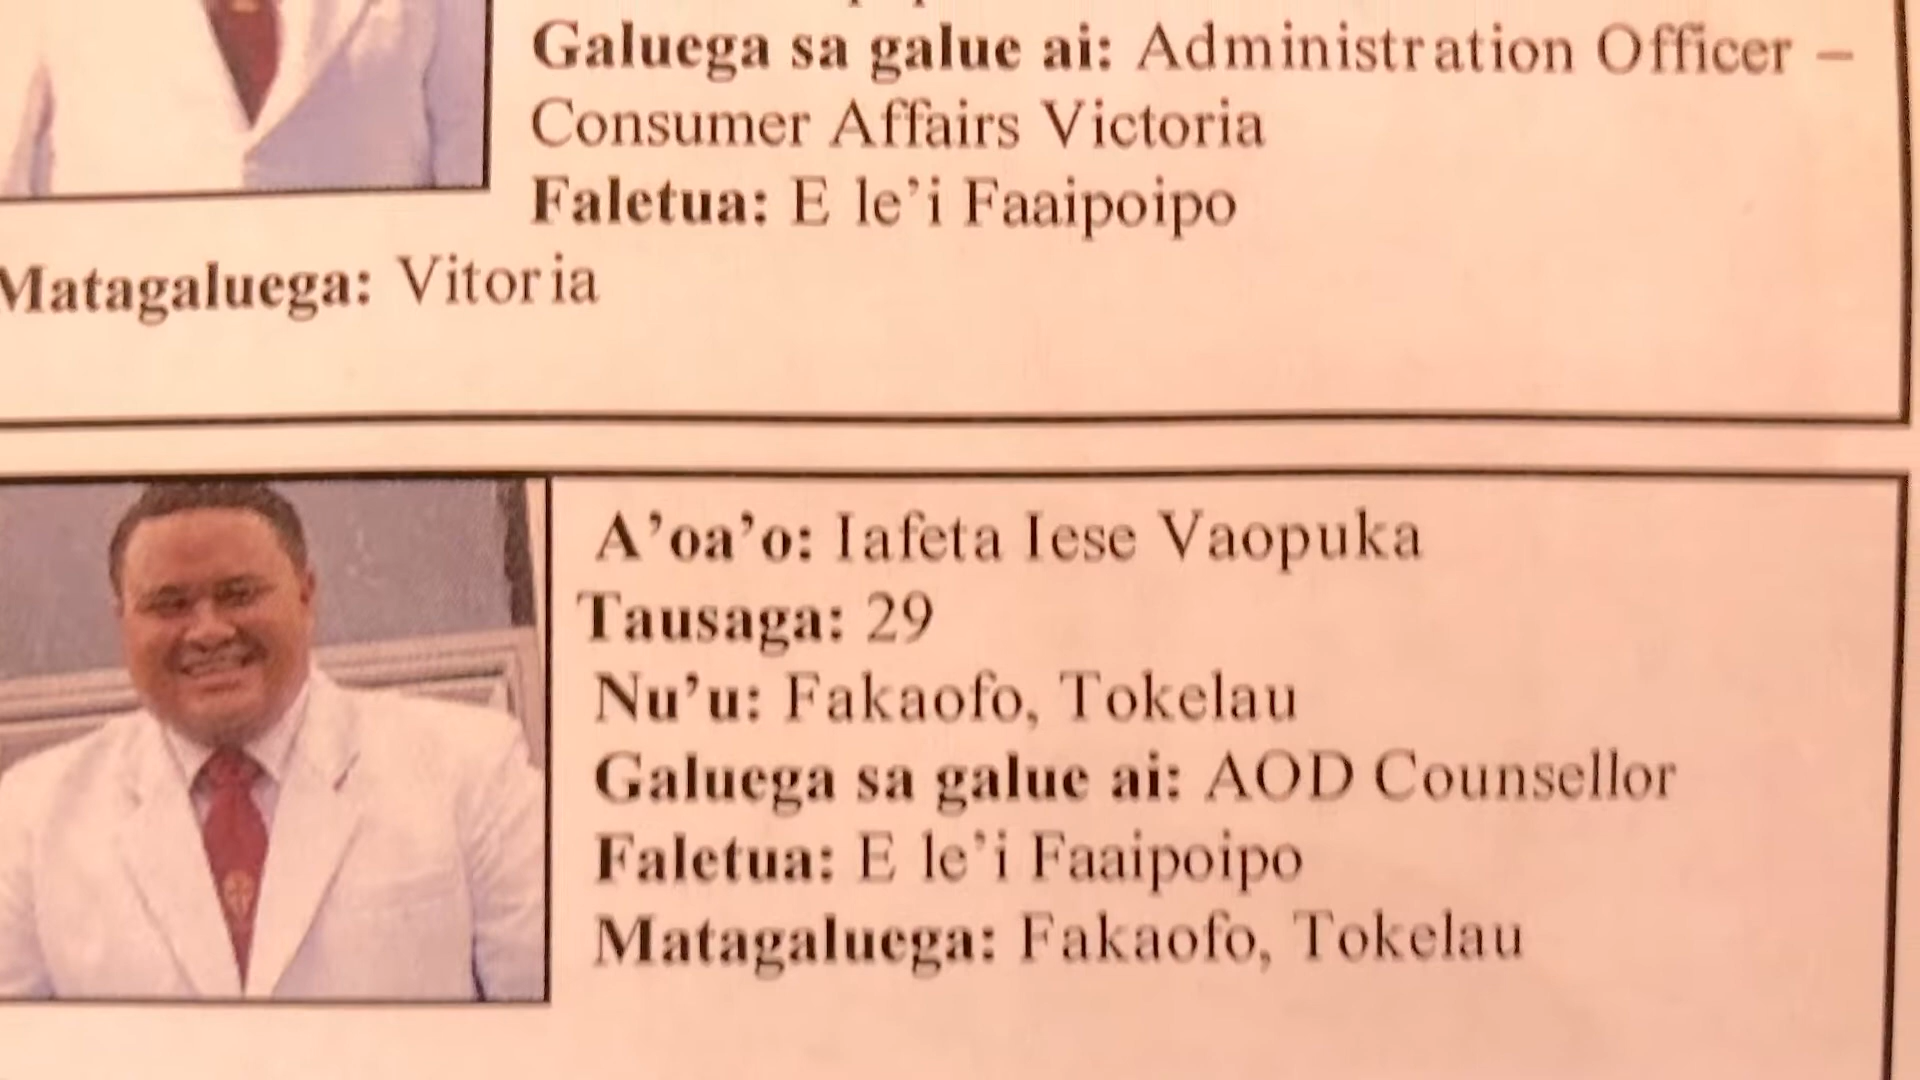 Galuega sa galue ai: Administration Officer –
Consumer Affairs Victoria
Faletua: E le’i Faaipoipo
Matagaluega: Vitoria
A’oa’o: Iafeta Iese Vaopuka
Tausaga: 29
Nu’u: Fakaofo, Tokelau
Galuega sa galue ai: AOD Counsellor
Faletua: E le’i Faaipoipo
Matagaluega: Fakaofo, Tokelau